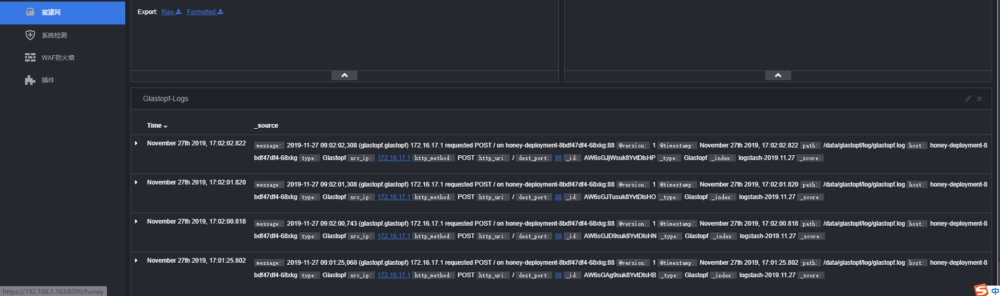 蜜罐网
系统检测
WAF防火墙
插件
Export: Raw Formatted
Glastopf-Logs
Time _source
November 27th 2019, 17:02:02.822 message: 2019-11-27 09:02:02,308 (glastopf.glastopf) 172.16.17.1 requested POST / on honey-deployment-8bdf47df4-68xkg:88 @version: 1 @timestamp: November 27th 2019, 17:02:02.822 path: /data/glastopf/log/glastopf.log host: honey-deployment-8
bdf47df4-68xkg type: Glastopf src_ip: 172.16.17.1 http_method: POST http_uri: / dest_port: 88 _id: AW6sGJjWsuk8YvtDIsHP _type: Glastopf _index: logstash-2019.11.27 _score:
November 27th 2019, 17:02:01.820 message: 2019-11-27 09:02:01,308 (glastopf.glastopf) 172.16.17.1 requested POST / on honey-deployment-8bdf47df4-68xkg:88 @version: 1 @timestamp: November 27th 2019, 17:02:01.820 path: /data/glastopf/log/glastopf.log host: honey-deployment-8
bdf47df4-68xkg type: Glastopf src_ip: 172.16.17.1 http_method: POST http_uri: / dest_port: 88 _id: AW6sGJTusuk8YvtDIsHO _type: Glastopf _index: logstash-2019.11.27 _score:
November 27th 2019, 17:02:00.818 message: 2019-11-27 09:02:00,743 (glastopf.glastopf) 172.16.17.1 requested POST / on honey-deployment-8bdf47df4-68xkg:88 @version: 1 @timestamp: November 27th 2019, 17:02:00.818 path: /data/glastopf/log/glastopf.log host: honey-deployment-8
bdf47df4-68xkg type: Glastopf src_ip: 172.16.17.1 http_method: POST http_uri: / dest_port: 88 _id: AW6sGJD9suk8YvtDIsHN _type: Glastopf _index: logstash-2019.11.27 _score:
November 27th 2019, 17:01:25.802 message: 2019-11-27 09:01:25,060 (glastopf.glastopf) 172.16.17.1 requested POST / on honey-deployment-8bdf47df4-68xkg:88 @version: 1 @timestamp: November 27th 2019, 17:01:25.802 path: /data/glastopf/log/glastopf.log host: honey-deployment-8
bdf47df4-68xkg type: Glastopf src_ip: 172.16.17.1 http_method: POST http_uri: / dest_port: 88 _id: AW6sGAg9suk8YvtDIsHB _type: Glastopf _index: logstash-2019.11.27 _score:
https://192.168.1.163:8099/honey
S 中